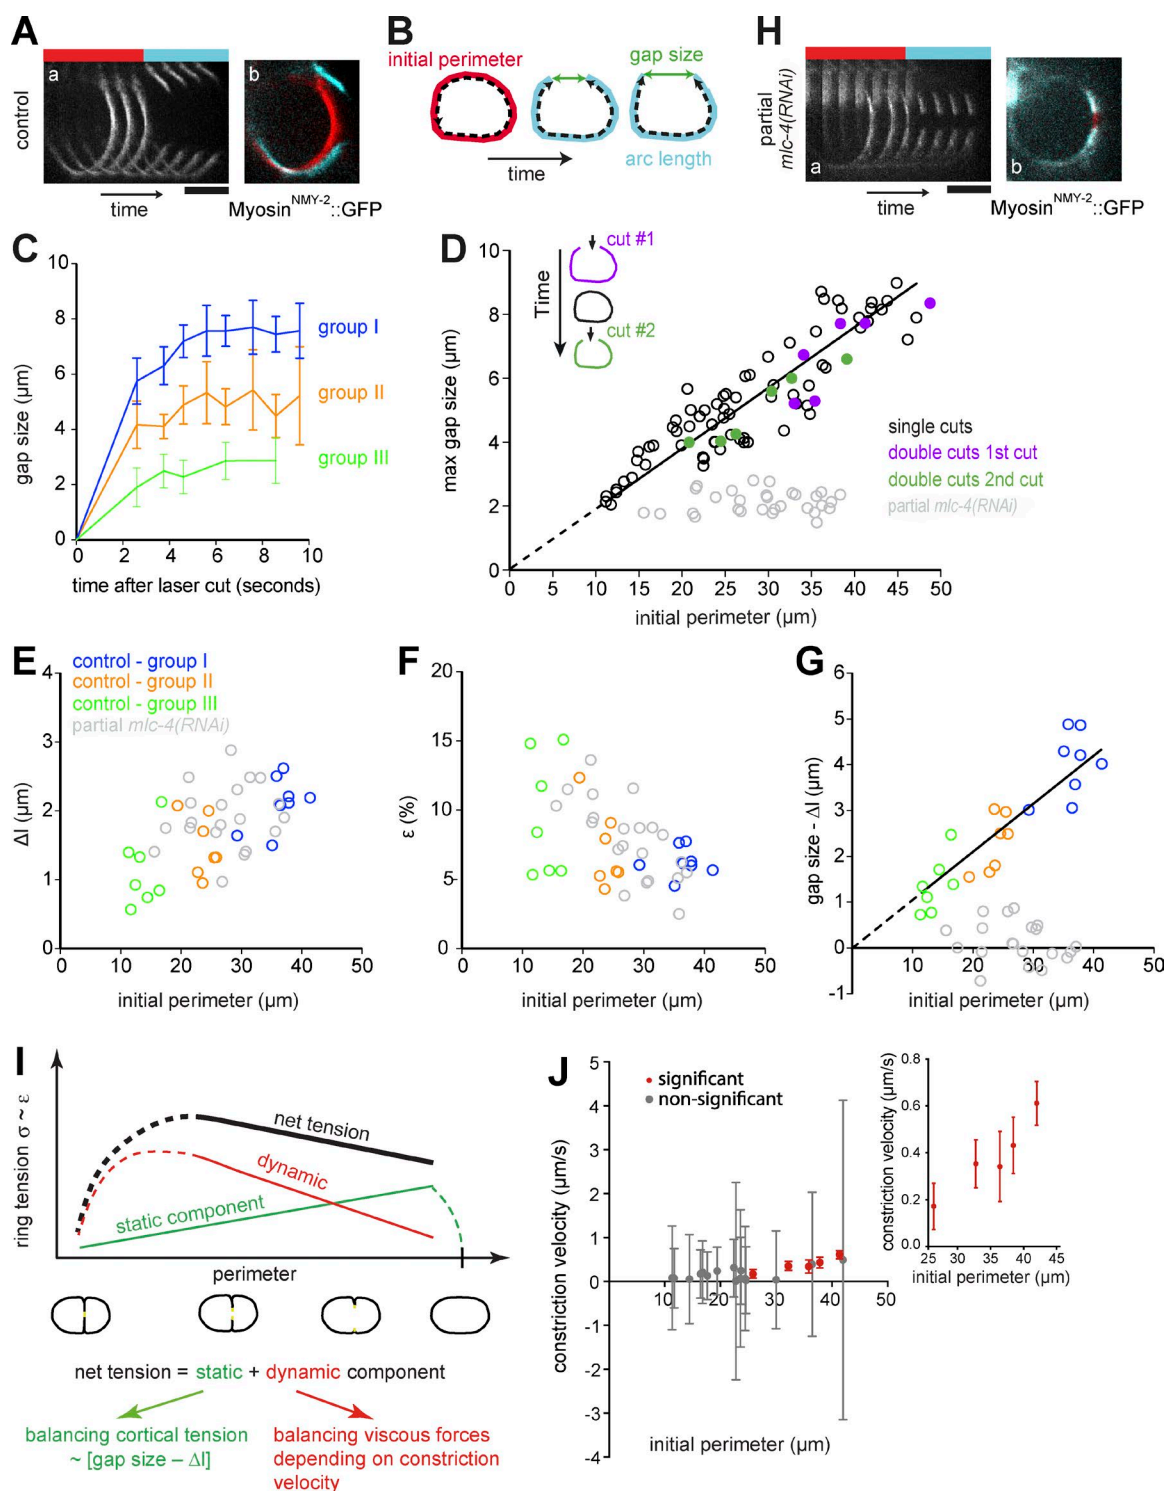 A
control
a
b
time
Myosin^NMY-2::GFP
B
initial perimeter
gap size
time
arc length
H
partial
mlc-4(RNAi)
a
b
time
Myosin^NMY-2::GFP
C
10
8
6
4
2
0
gap size (µm)
0 2 4 6 8 10
time after laser cut (seconds)
group I
group II
group III
D
10
8
6
4
2
0
max gap size (µm)
0 5 10 15 20 25 30 35 40 45 50
initial perimeter (µm)
Time
cut #1
cut #2
single cuts
double cuts 1st cut
double cuts 2nd cut
partial mlc-4(RNAi)
E
control - group I
control - group II
control - group III
partial mlc-4(RNAi)
4
3
2
1
0
Δl (µm)
0 10 20 30 40 50
initial perimeter (µm)
F
20
15
10
5
0
ε (%)
0 10 20 30 40 50
initial perimeter (µm)
G
6
5
4
3
2
1
0
-1
gap size - Δl (µm)
10 20 30 40 50
initial perimeter (µm)
I
ring tension σ ~ ε
net tension
dynamic
static component
perimeter
net tension = static + dynamic component
balancing cortical tension
~ [gap size – Δl]
balancing viscous forces
depending on constriction
velocity
J
5
4
3
2
1
0
-1
-2
-3
-4
constriction velocity (µm/s)
significant
non-significant
10 20 30 40 50
initial perimeter (µm)
0.8
0.6
0.4
0.2
0.0
constriction velocity (µm/s)
25 30 35 40 45
initial perimeter (µm)